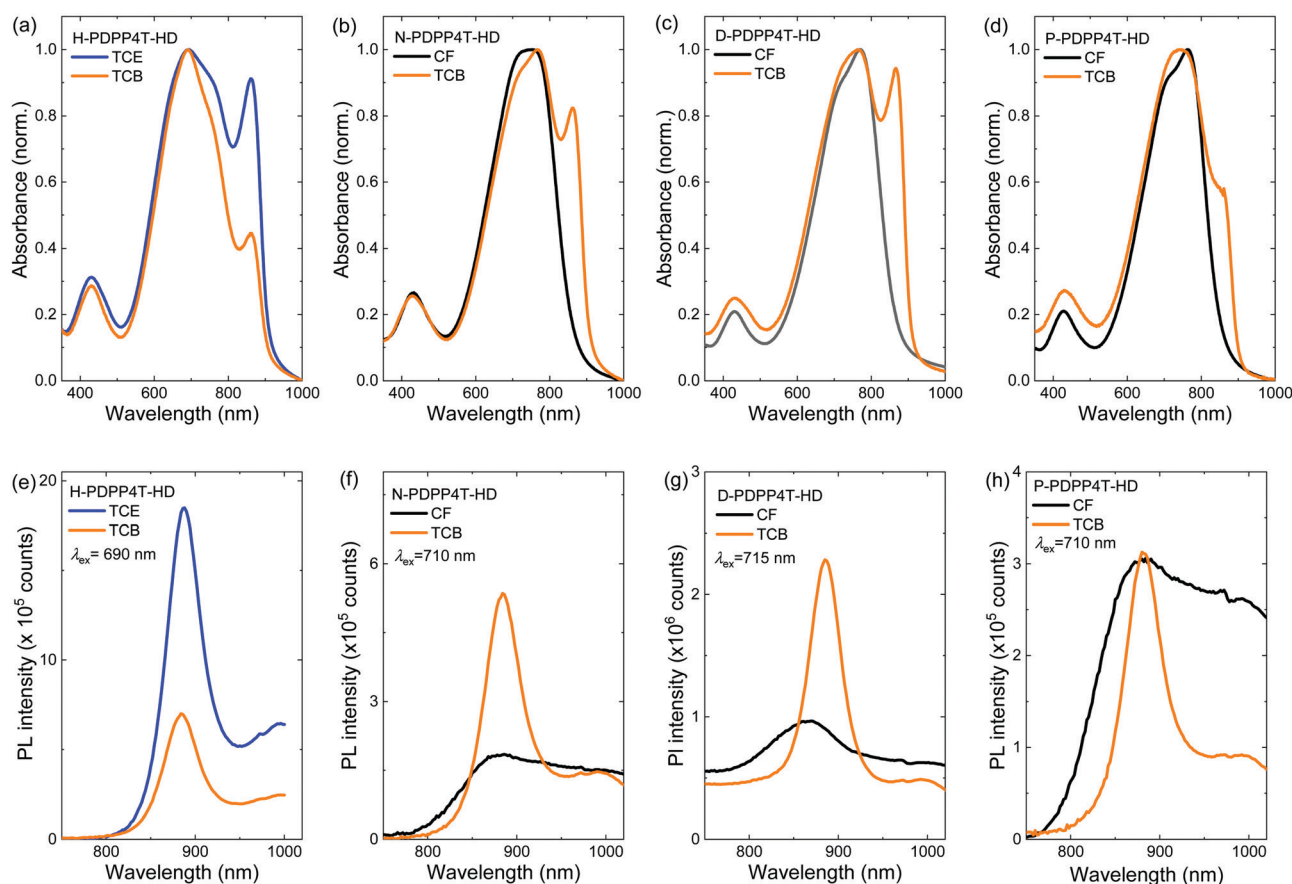 (a)
H-PDPP4T-HD
TCE
TCB
Absorbance (norm.)
1.0
0.8
0.6
0.4
0.2
0.0
400 600 800 1000
Wavelength (nm)
(b)
N-PDPP4T-HD
CF
TCB
Absorbance (norm.)
1.0
0.8
0.6
0.4
0.2
0.0
400 600 800 1000
Wavelength (nm)
(c)
D-PDPP4T-HD
CF
TCB
Absorbance (norm.)
1.0
0.8
0.6
0.4
0.2
0.0
400 600 800 1000
Wavelength (nm)
(d)
P-PDPP4T-HD
CF
TCB
Absorbance (norm.)
1.0
0.8
0.6
0.4
0.2
0.0
400 600 800 1000
Wavelength (nm)
(e)
H-PDPP4T-HD
TCE
TCB
λex= 690 nm
PL intensity (x 10⁵ counts)
20
10
0
800 900 1000
Wavelength (nm)
(f)
N-PDPP4T-HD
CF
TCB
λex=710 nm
PL intensity (x10⁵ counts)
6
3
0
800 900 1000
Wavelength (nm)
(g)
D-PDPP4T-HD
CF
TCB
λex=715 nm
Pl intensity (x10⁶ counts)
3
2
1
0
800 900 1000
Wavelength (nm)
(h)
P-PDPP4T-HD
CF
TCB
λex=710 nm
PL intensity (x10⁵ counts)
4
3
2
1
0
800 900 1000
Wavelength (nm)